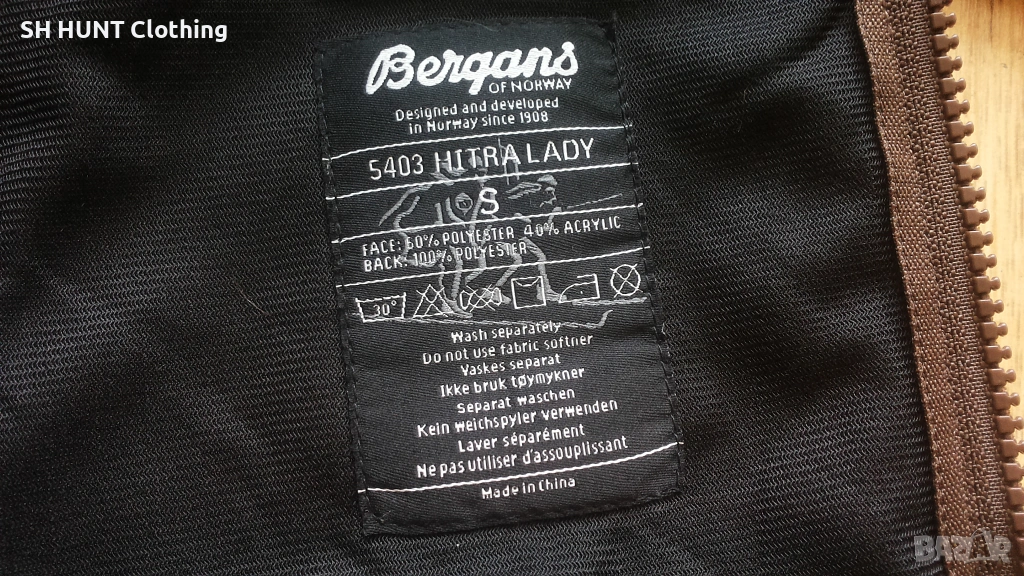 SH HUNT Clothing
Bergans
OF NORWAY
Designed and developed
in Norway since 1908
5403 HITRA LADY
S
FACE: 60% POLYESTER 40% ACRYLIC
BACK: 100% POLYESTER
30°
Wash separately
Do not use fabric softner
Vaskes separat
Ikke bruk tøymykner
Separat waschen
Kein weichspyler verwenden
Laver séparément
Ne pas utiliser d'assouplissant
Made in China
BAZAR